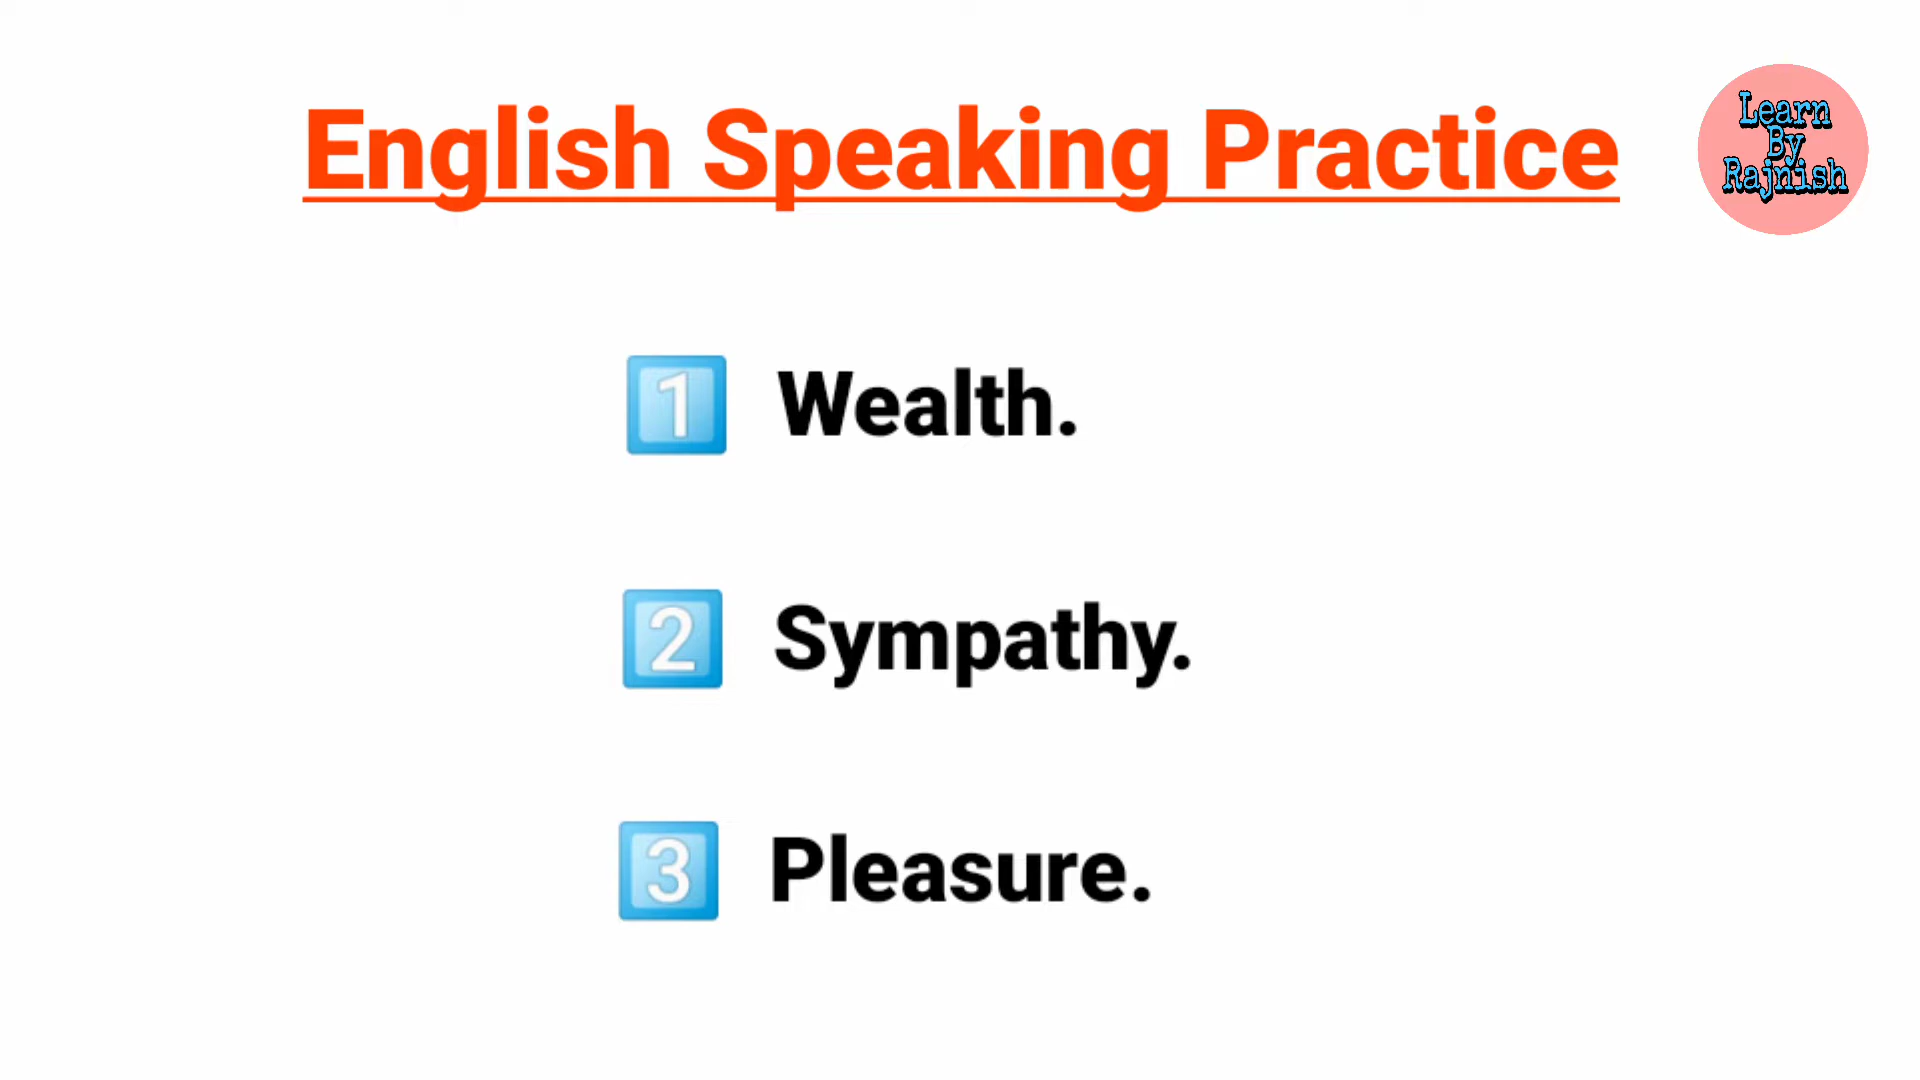 English Speaking Practice
Learn
By
Rajnish
1 Wealth.
2 Sympathy.
3 Pleasure.